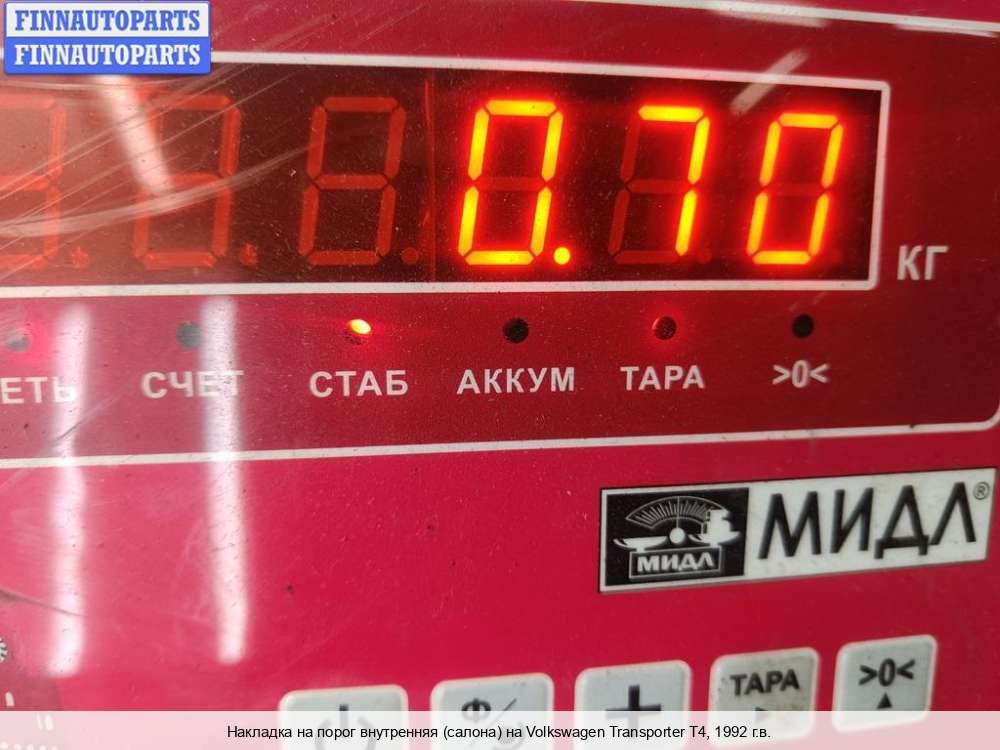 FINNAUTOPARTS
FINNAUTOPARTS
0.70
КГ
СЧЕТ СТАБ АККУМ ТАРА >0<
МИДЛ МИДЛ®
ТАРА >0<
Накладка на порог внутренняя (салона) на Volkswagen Transporter T4, 1992 г.в.